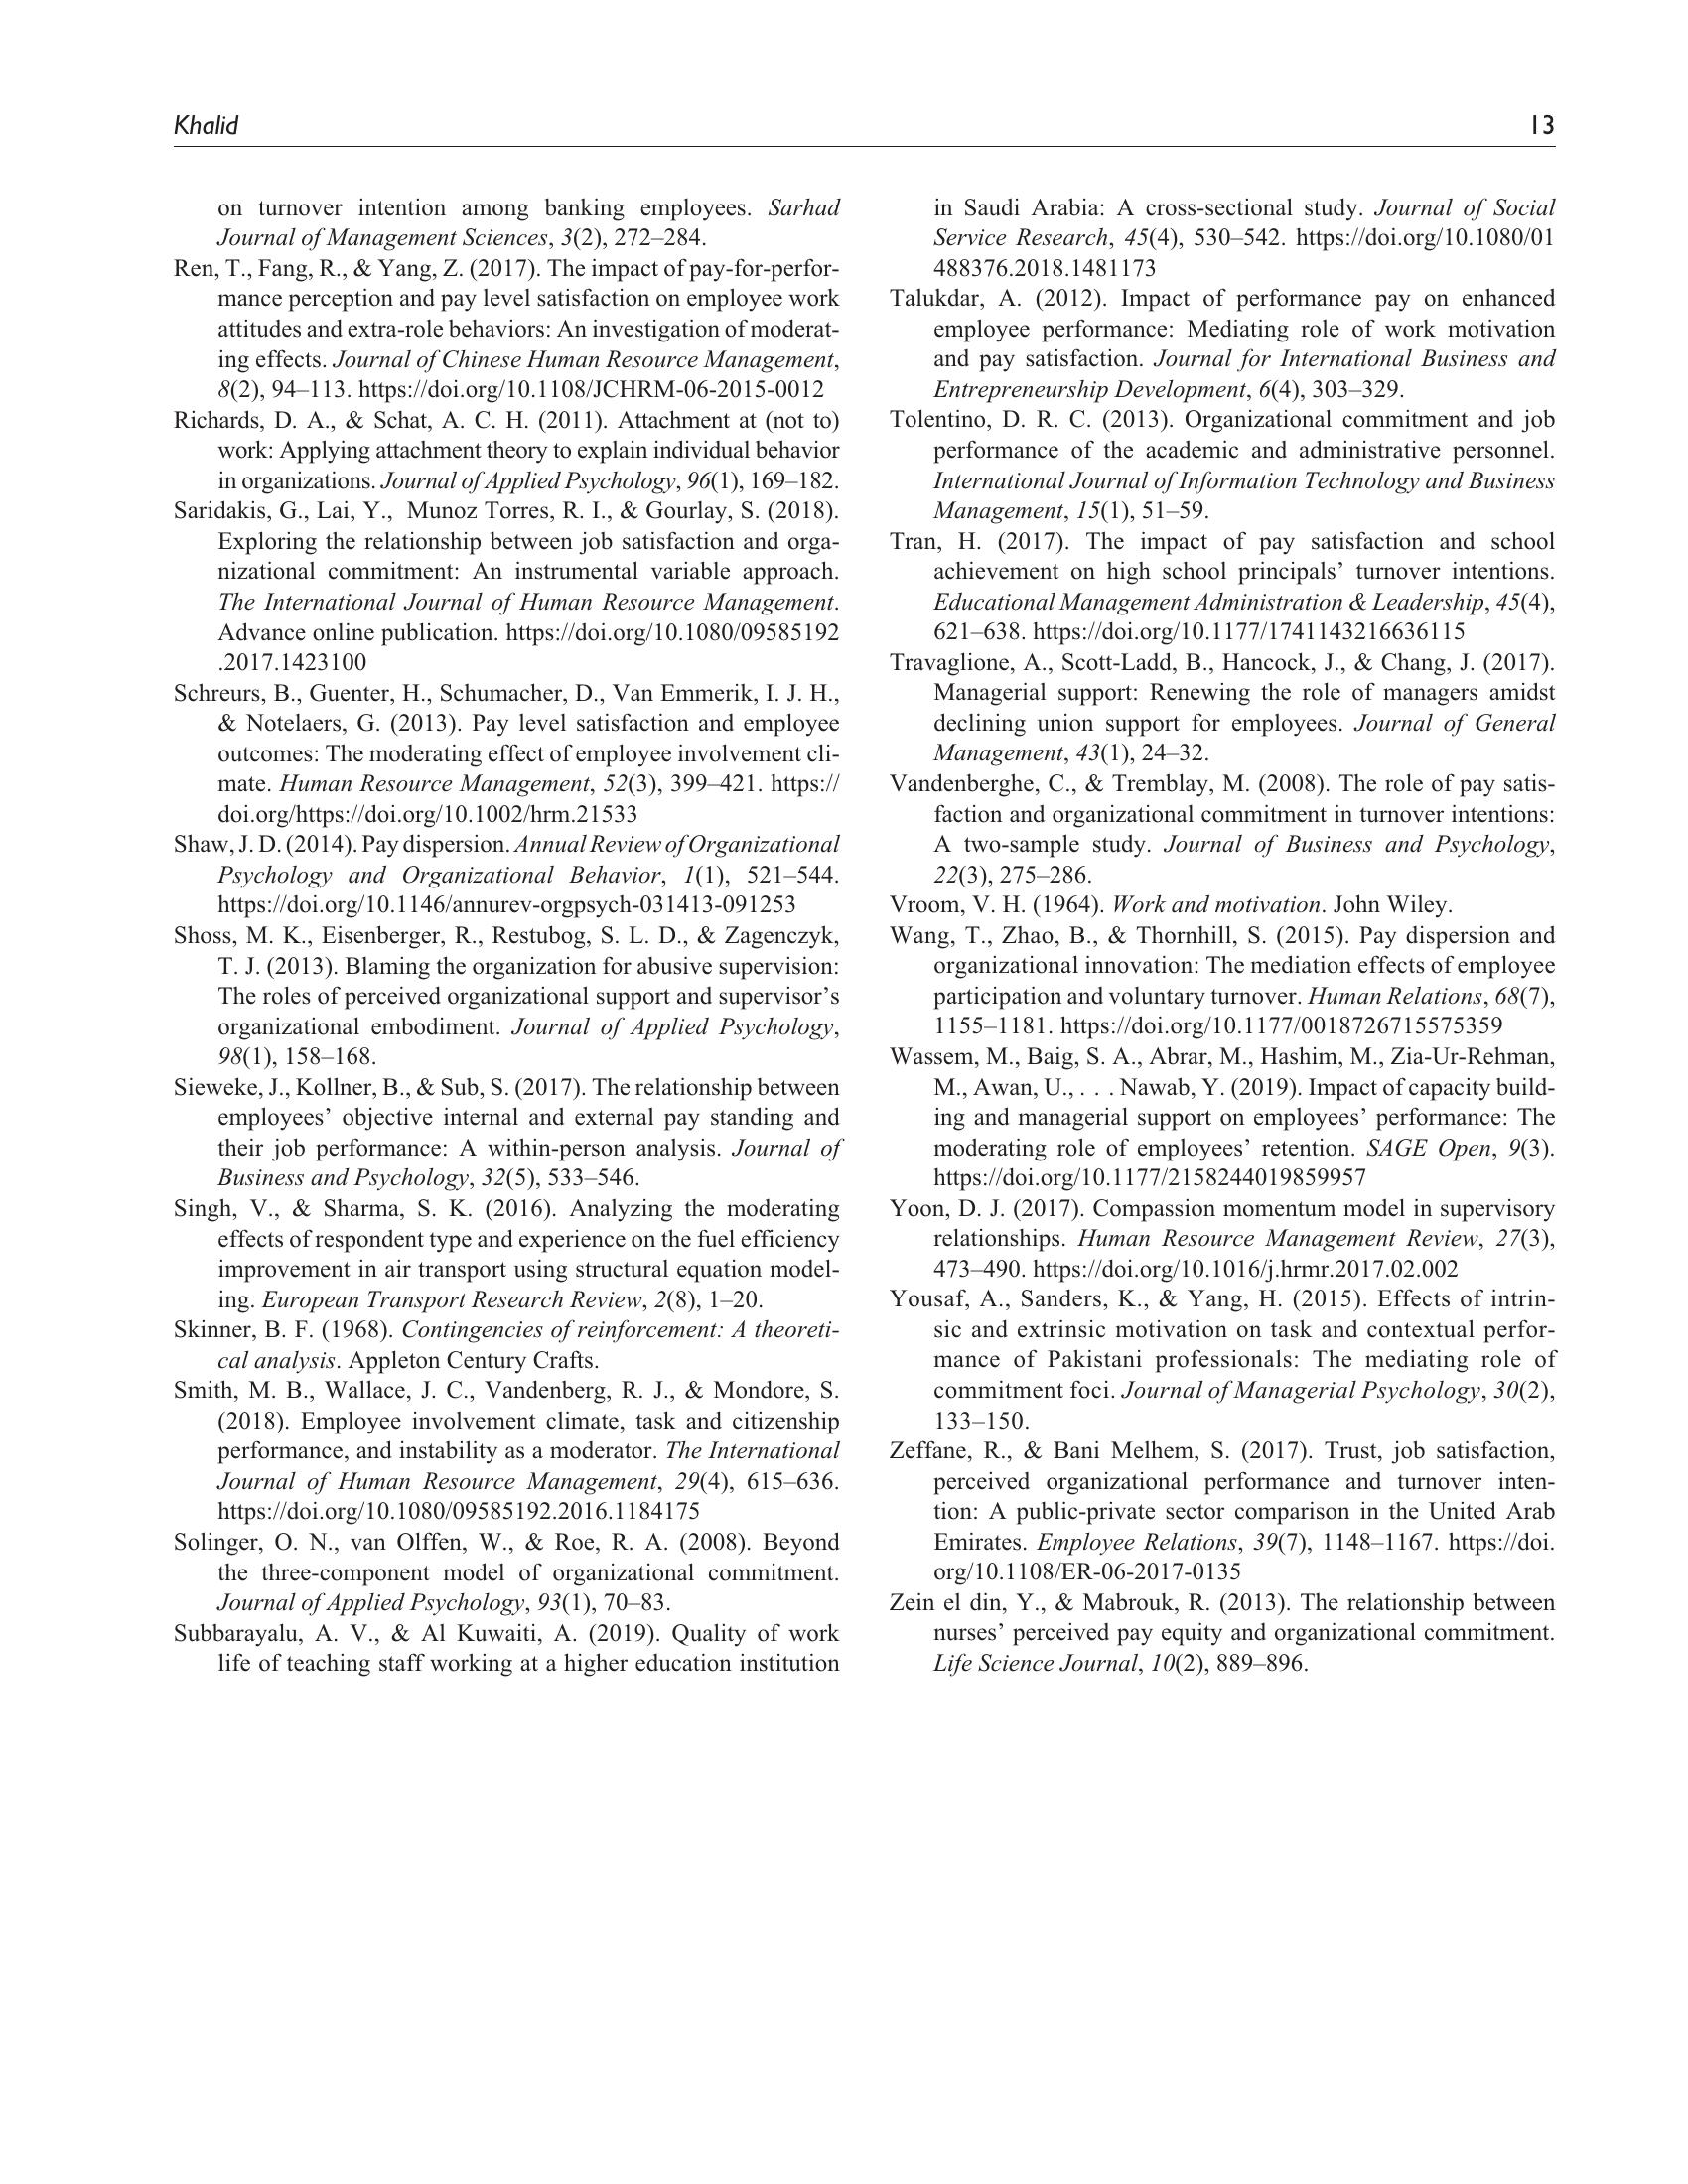 Khalid
13
on turnover intention among banking employees. Sarhad
Journal of Management Sciences, 3(2), 272–284.
Ren, T., Fang, R., & Yang, Z. (2017). The impact of pay-for-perfor-
mance perception and pay level satisfaction on employee work
attitudes and extra-role behaviors: An investigation of moderat-
ing effects. Journal of Chinese Human Resource Management,
8(2), 94–113. https://doi.org/10.1108/JCHRM-06-2015-0012
Richards, D. A., & Schat, A. C. H. (2011). Attachment at (not to)
work: Applying attachment theory to explain individual behavior
in organizations. Journal of Applied Psychology, 96(1), 169–182.
Saridakis, G., Lai, Y., Munoz Torres, R. I., & Gourlay, S. (2018).
Exploring the relationship between job satisfaction and orga-
nizational commitment: An instrumental variable approach.
The International Journal of Human Resource Management.
Advance online publication. https://doi.org/10.1080/09585192
.2017.1423100
Schreurs, B., Guenter, H., Schumacher, D., Van Emmerik, I. J. H.,
& Notelaers, G. (2013). Pay level satisfaction and employee
outcomes: The moderating effect of employee involvement cli-
mate. Human Resource Management, 52(3), 399–421. https://
doi.org/https://doi.org/10.1002/hrm.21533
Shaw, J. D. (2014). Pay dispersion. Annual Review of Organizational
Psychology and Organizational Behavior, 1(1), 521–544.
https://doi.org/10.1146/annurev-orgpsych-031413-091253
Shoss, M. K., Eisenberger, R., Restubog, S. L. D., & Zagenczyk,
T. J. (2013). Blaming the organization for abusive supervision:
The roles of perceived organizational support and supervisor’s
organizational embodiment. Journal of Applied Psychology,
98(1), 158–168.
Sieweke, J., Kollner, B., & Sub, S. (2017). The relationship between
employees’ objective internal and external pay standing and
their job performance: A within-person analysis. Journal of
Business and Psychology, 32(5), 533–546.
Singh, V., & Sharma, S. K. (2016). Analyzing the moderating
effects of respondent type and experience on the fuel efficiency
improvement in air transport using structural equation model-
ing. European Transport Research Review, 2(8), 1–20.
Skinner, B. F. (1968). Contingencies of reinforcement: A theoreti-
cal analysis. Appleton Century Crafts.
Smith, M. B., Wallace, J. C., Vandenberg, R. J., & Mondore, S.
(2018). Employee involvement climate, task and citizenship
performance, and instability as a moderator. The International
Journal of Human Resource Management, 29(4), 615–636.
https://doi.org/10.1080/09585192.2016.1184175
Solinger, O. N., van Olffen, W., & Roe, R. A. (2008). Beyond
the three-component model of organizational commitment.
Journal of Applied Psychology, 93(1), 70–83.
Subbarayalu, A. V., & Al Kuwaiti, A. (2019). Quality of work
life of teaching staff working at a higher education institution
in Saudi Arabia: A cross-sectional study. Journal of Social
Service Research, 45(4), 530–542. https://doi.org/10.1080/01
488376.2018.1481173
Talukdar, A. (2012). Impact of performance pay on enhanced
employee performance: Mediating role of work motivation
and pay satisfaction. Journal for International Business and
Entrepreneurship Development, 6(4), 303–329.
Tolentino, D. R. C. (2013). Organizational commitment and job
performance of the academic and administrative personnel.
International Journal of Information Technology and Business
Management, 15(1), 51–59.
Tran, H. (2017). The impact of pay satisfaction and school
achievement on high school principals’ turnover intentions.
Educational Management Administration & Leadership, 45(4),
621–638. https://doi.org/10.1177/1741143216636115
Travaglione, A., Scott-Ladd, B., Hancock, J., & Chang, J. (2017).
Managerial support: Renewing the role of managers amidst
declining union support for employees. Journal of General
Management, 43(1), 24–32.
Vandenberghe, C., & Tremblay, M. (2008). The role of pay satis-
faction and organizational commitment in turnover intentions:
A two-sample study. Journal of Business and Psychology,
22(3), 275–286.
Vroom, V. H. (1964). Work and motivation. John Wiley.
Wang, T., Zhao, B., & Thornhill, S. (2015). Pay dispersion and
organizational innovation: The mediation effects of employee
participation and voluntary turnover. Human Relations, 68(7),
1155–1181. https://doi.org/10.1177/0018726715575359
Wassem, M., Baig, S. A., Abrar, M., Hashim, M., Zia-Ur-Rehman,
M., Awan, U., . . . Nawab, Y. (2019). Impact of capacity build-
ing and managerial support on employees’ performance: The
moderating role of employees’ retention. SAGE Open, 9(3).
https://doi.org/10.1177/2158244019859957
Yoon, D. J. (2017). Compassion momentum model in supervisory
relationships. Human Resource Management Review, 27(3),
473–490. https://doi.org/10.1016/j.hrmr.2017.02.002
Yousaf, A., Sanders, K., & Yang, H. (2015). Effects of intrin-
sic and extrinsic motivation on task and contextual perfor-
mance of Pakistani professionals: The mediating role of
commitment foci. Journal of Managerial Psychology, 30(2),
133–150.
Zeffane, R., & Bani Melhem, S. (2017). Trust, job satisfaction,
perceived organizational performance and turnover inten-
tion: A public-private sector comparison in the United Arab
Emirates. Employee Relations, 39(7), 1148–1167. https://doi.
org/10.1108/ER-06-2017-0135
Zein el din, Y., & Mabrouk, R. (2013). The relationship between
nurses’ perceived pay equity and organizational commitment.
Life Science Journal, 10(2), 889–896.